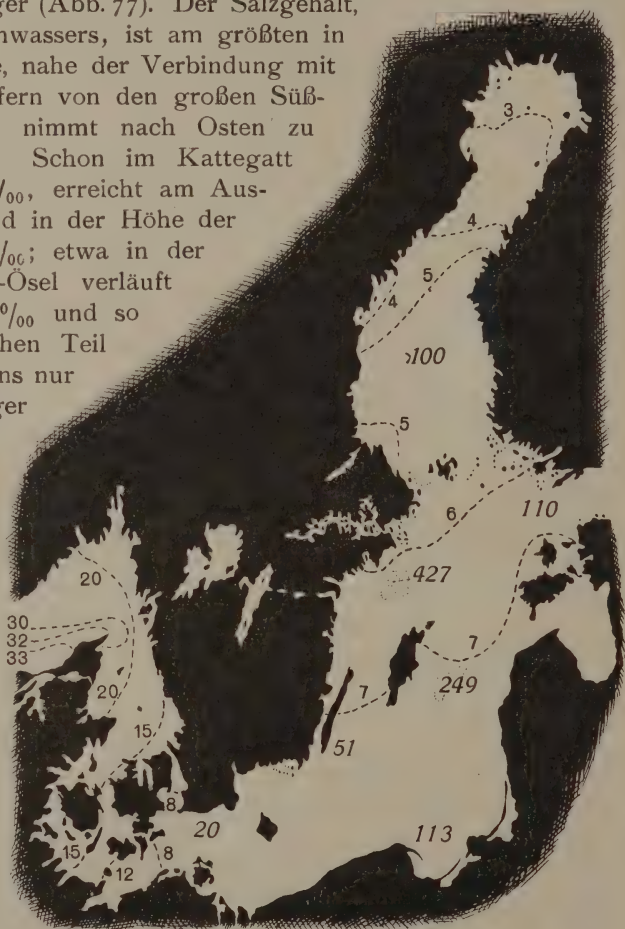 ger (Abb. 77). Der Salzgehalt,
nwassers, ist am größten in
e, nahe der Verbindung mit
fern von den großen Süß-
nimmt nach Osten zu
Schon im Kattegatt
/₀₀, erreicht am Aus-
d in der Höhe der
/₀₀; etwa in der
-Ösel verläuft
⁰/₀₀ und so
hen Teil
ns nur
ger
3
4
5
4
100
5
6
110
427
20
30
32
33
7
20
7
249
15
51
8
20
113
15
8
12